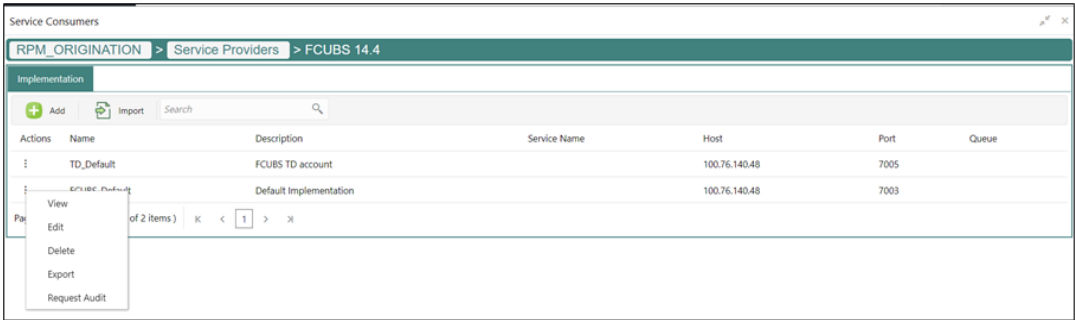 Service Consumers
RPM_ORIGINATION > Service Providers > FCUBS 14.4
Implementation
Add Import Search
Actions Name Description Service Name Host Port Queue
TD_Default FCUBS TD account 100.76.140.48 7005
FCUBS_Default Default Implementation 100.76.140.48 7003
View
of 2 items ) 1
Edit
Delete
Export
Request Audit